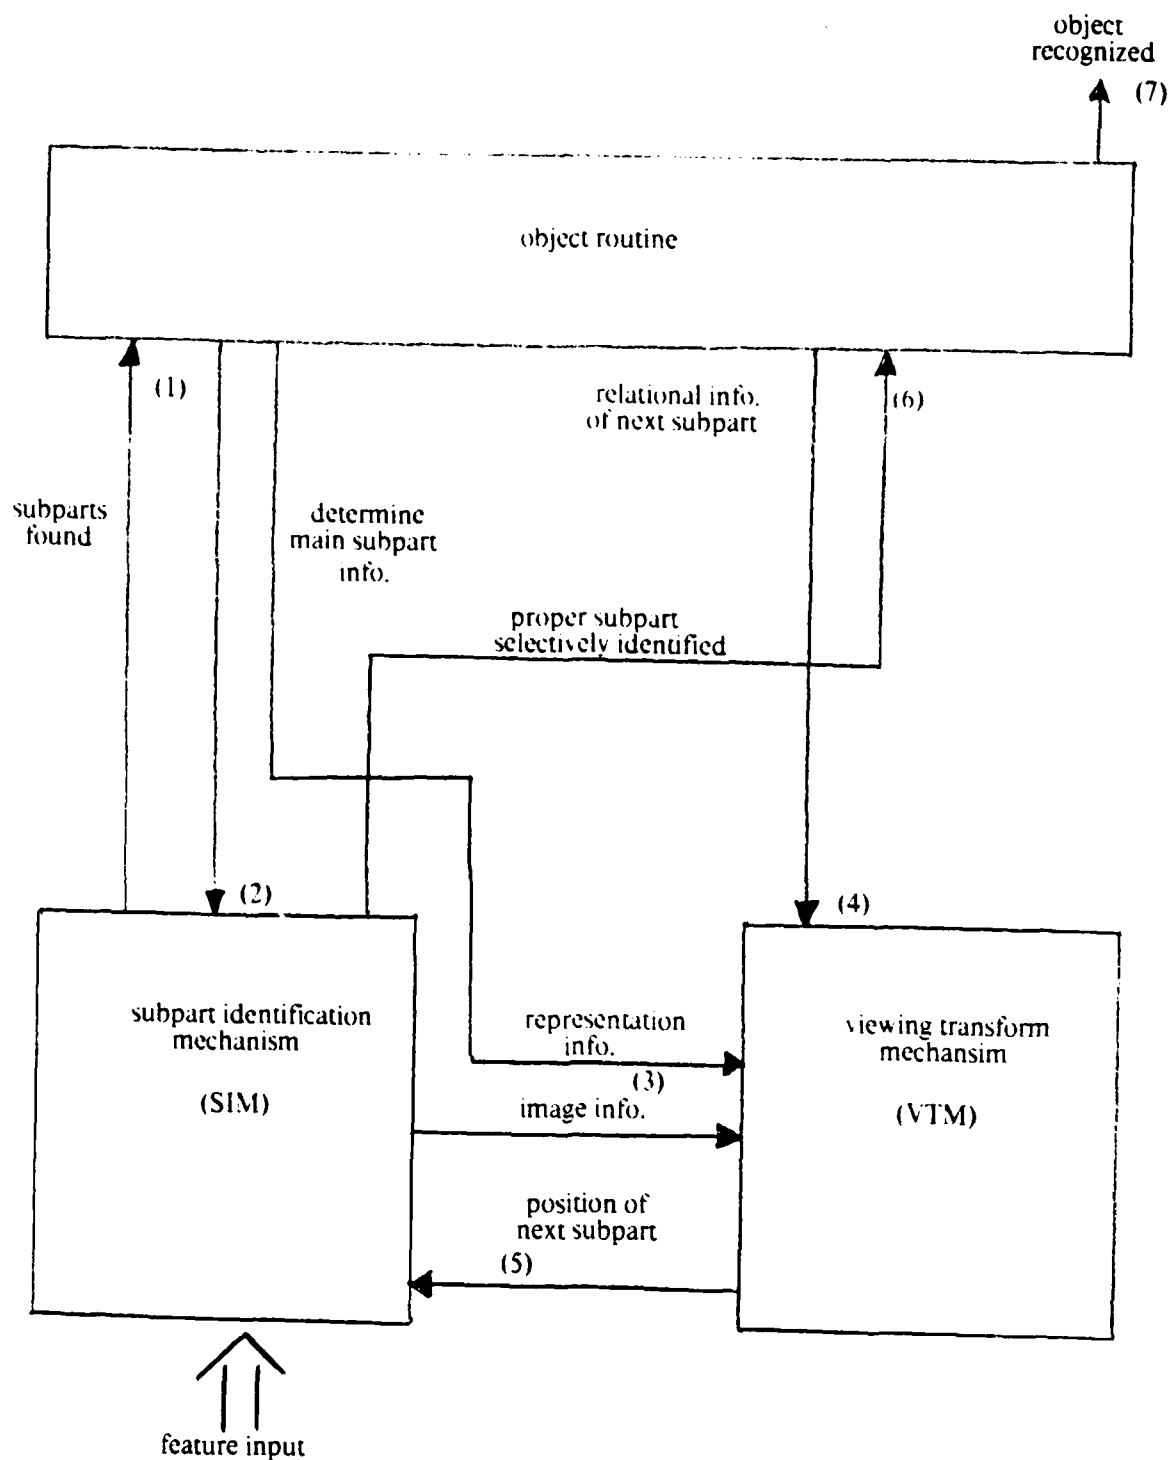 object
recognized
(7)
object routine
(1)
relational info.
of next subpart
(6)
subparts
found
determine
main subpart
info.
proper subpart
selectively identified
(2)
(4)
subpart identification
mechanism
(SIM)
representation
info.
(3)
image info.
viewing transform
mechansim
(VTM)
position of
next subpart
(5)
feature input